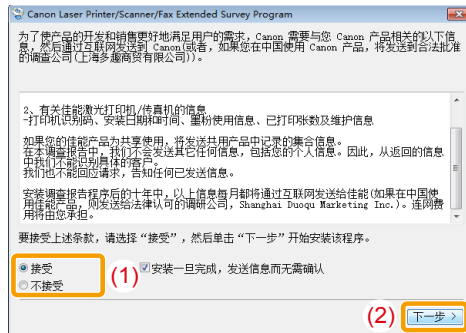 Canon Laser Printer/Scanner/Fax Extended Survey Program
为了使产品的开发和销售更好地满足用户的需求，Canon 需要与您 Canon 产品相关的以下信
息，然后通过互联网发送到 Canon(或者，如果您在中国使用 Canon 产品，将发送到合法批准
的调查公司(上海多趣商贸有限公司))。
2、有关佳能激光打印机/传真机的信息
-打印机识别码、安装日期和时间、墨粉使用信息、已打印张数及维护信息
如果您的佳能产品为共享使用，将发送共用产品中记录的集合信息。
在本调查报告中，我们不会发送其它任何信息，包括您的个人信息。因此，从返回的信息
中我们不能识别具体的客户。
我们也不能回应请求，告知任何已发送信息。
安装调查报告程序后的十年中，以上信息每月都将通过互联网发送给佳能(如果在中国使
用佳能产品，则发送给法律认可的调研公司，Shanghai Duoqu Marketing Inc.)。连网费
用将由您承担。
要接受上述条款，请选择“接受”，然后单击“下一步”开始安装该程序。
接受
(1)
安装一旦完成，发送信息而无需确认
不接受
(2)
下一步 >